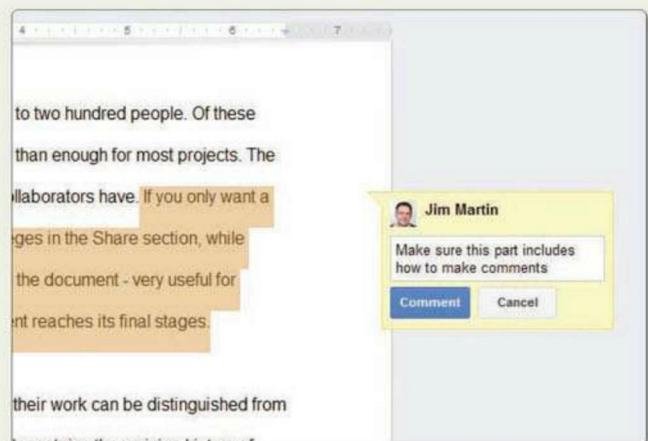 4 5 6 7
to two hundred people. Of these
than enough for most projects. The
llaborators have. If you only want a
eges in the Share section, while
the document - very useful for
nt reaches its final stages.
their work can be distinguished from
Jim Martin
Make sure this part includes
how to make comments
Comment Cancel